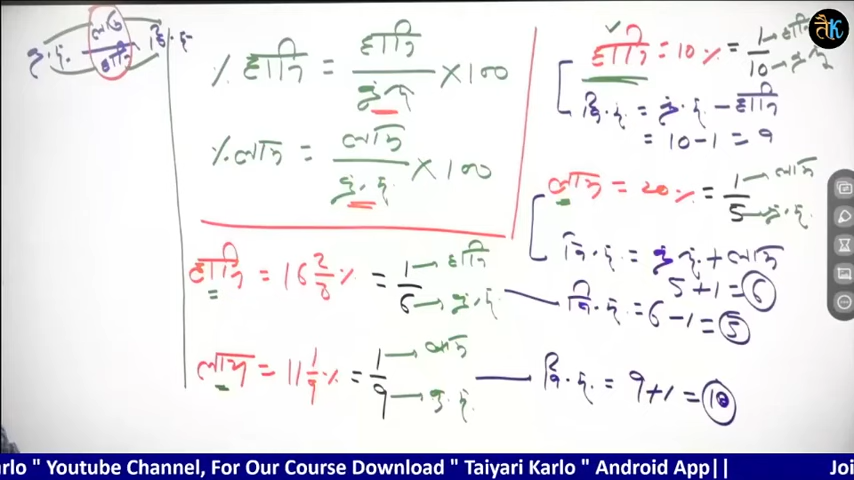 लाभ
क्र.मू. हानि वि.मू.
% हानि = हानि / क्र.मू. × 100
% लाभ = लाभ / क्र.मू. × 100
हानि = 16 2/3 % = 1/6 → हानि → क्र.मू.
वि.मू. = 6 - 1 = 5
लाभ = 11 1/9 % = 1/9 → लाभ → क्र.मू.
वि.मू. = 9 + 1 = 10
✓
हानि = 10% = 1/10 → हानि → क्र.मू.
वि.मू. = क्र.मू. - हानि
= 10 - 1 = 9
लाभ = 20% = 1/5 → लाभ → क्र.मू.
वि.मू. = क्र.मू. + लाभ
5 + 1 = 6
तैK
arlo " Youtube Channel, For Our Course Download " Taiyari Karlo " Android App||
Joi